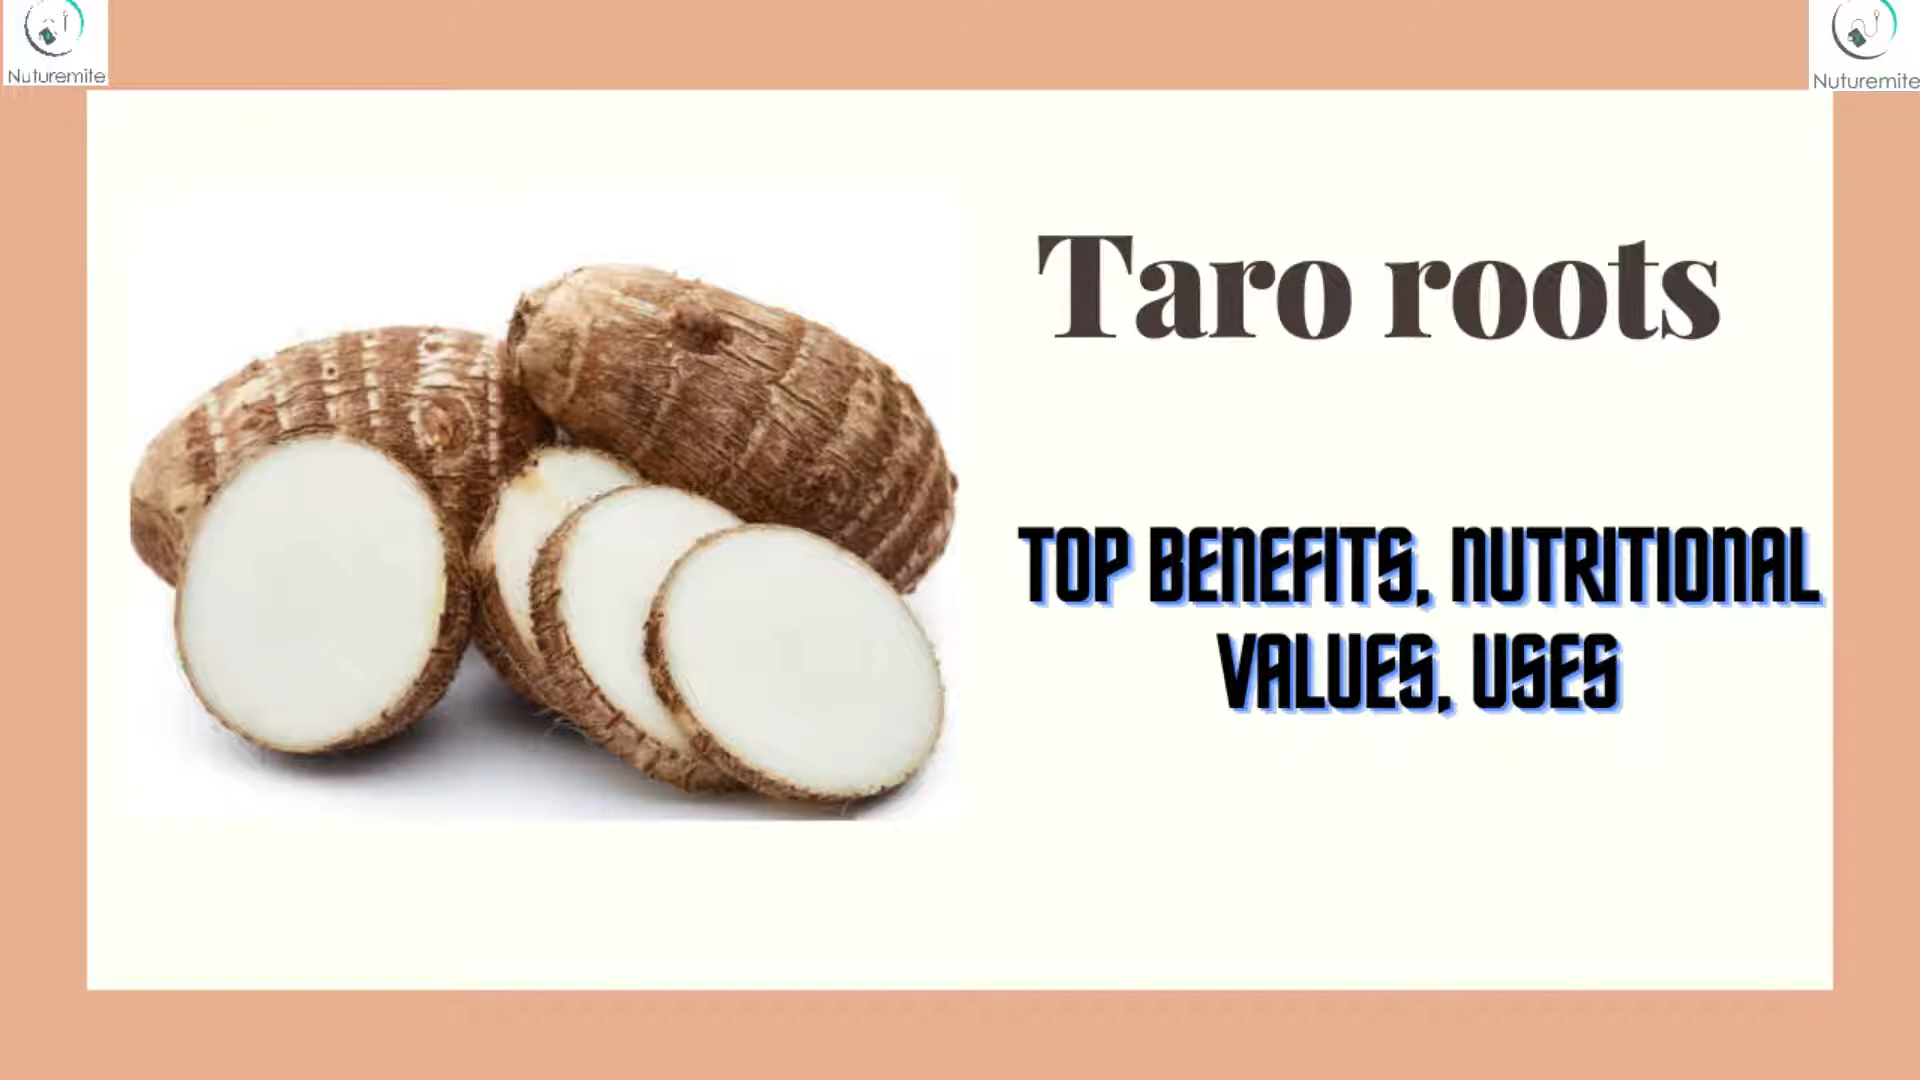 Nuturemite
Nuturemite
Taro roots
TOP BENEFITS, NUTRITIONAL
VALUES, USES